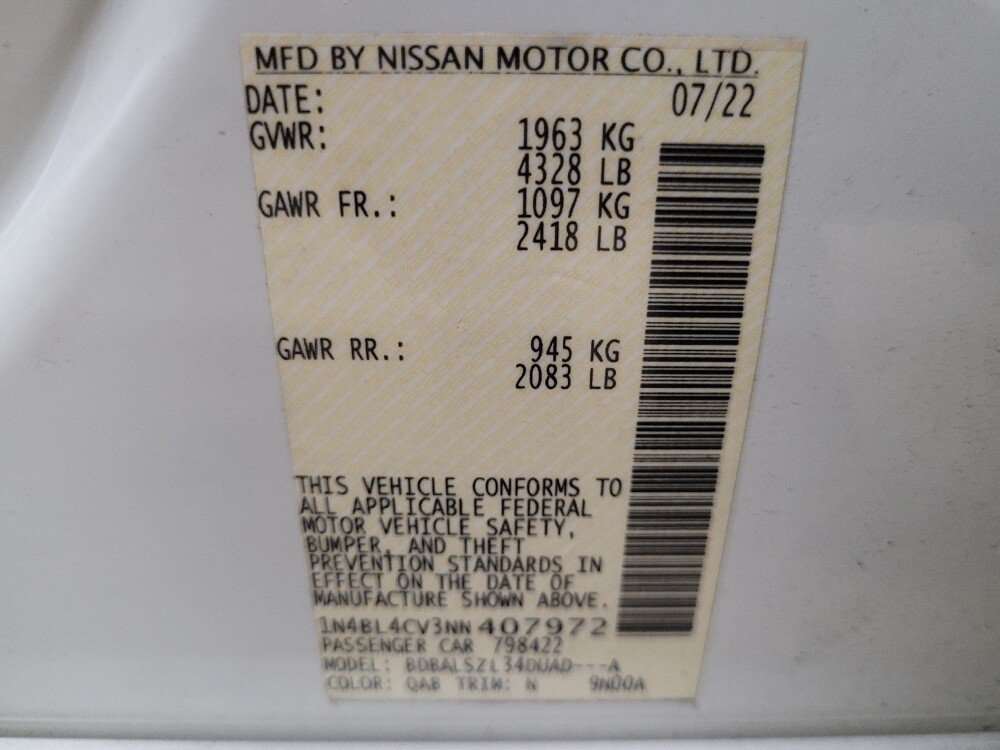 MFD BY NISSAN MOTOR CO., LTD.
DATE: 07/22
GVWR: 1963 KG
4328 LB
GAWR FR.: 1097 KG
2418 LB
GAWR RR.: 945 KG
2083 LB
THIS VEHICLE CONFORMS TO
ALL APPLICABLE FEDERAL
MOTOR VEHICLE SAFETY,
BUMPER, AND THEFT
PREVENTION STANDARDS IN
EFFECT ON THE DATE OF
MANUFACTURE SHOWN ABOVE.
1N4BL4CV3NN407972
PASSENGER CAR 798422
MODEL: BDBALSZL34DUAD---A
COLOR: QAB TRIM: N 9N00A